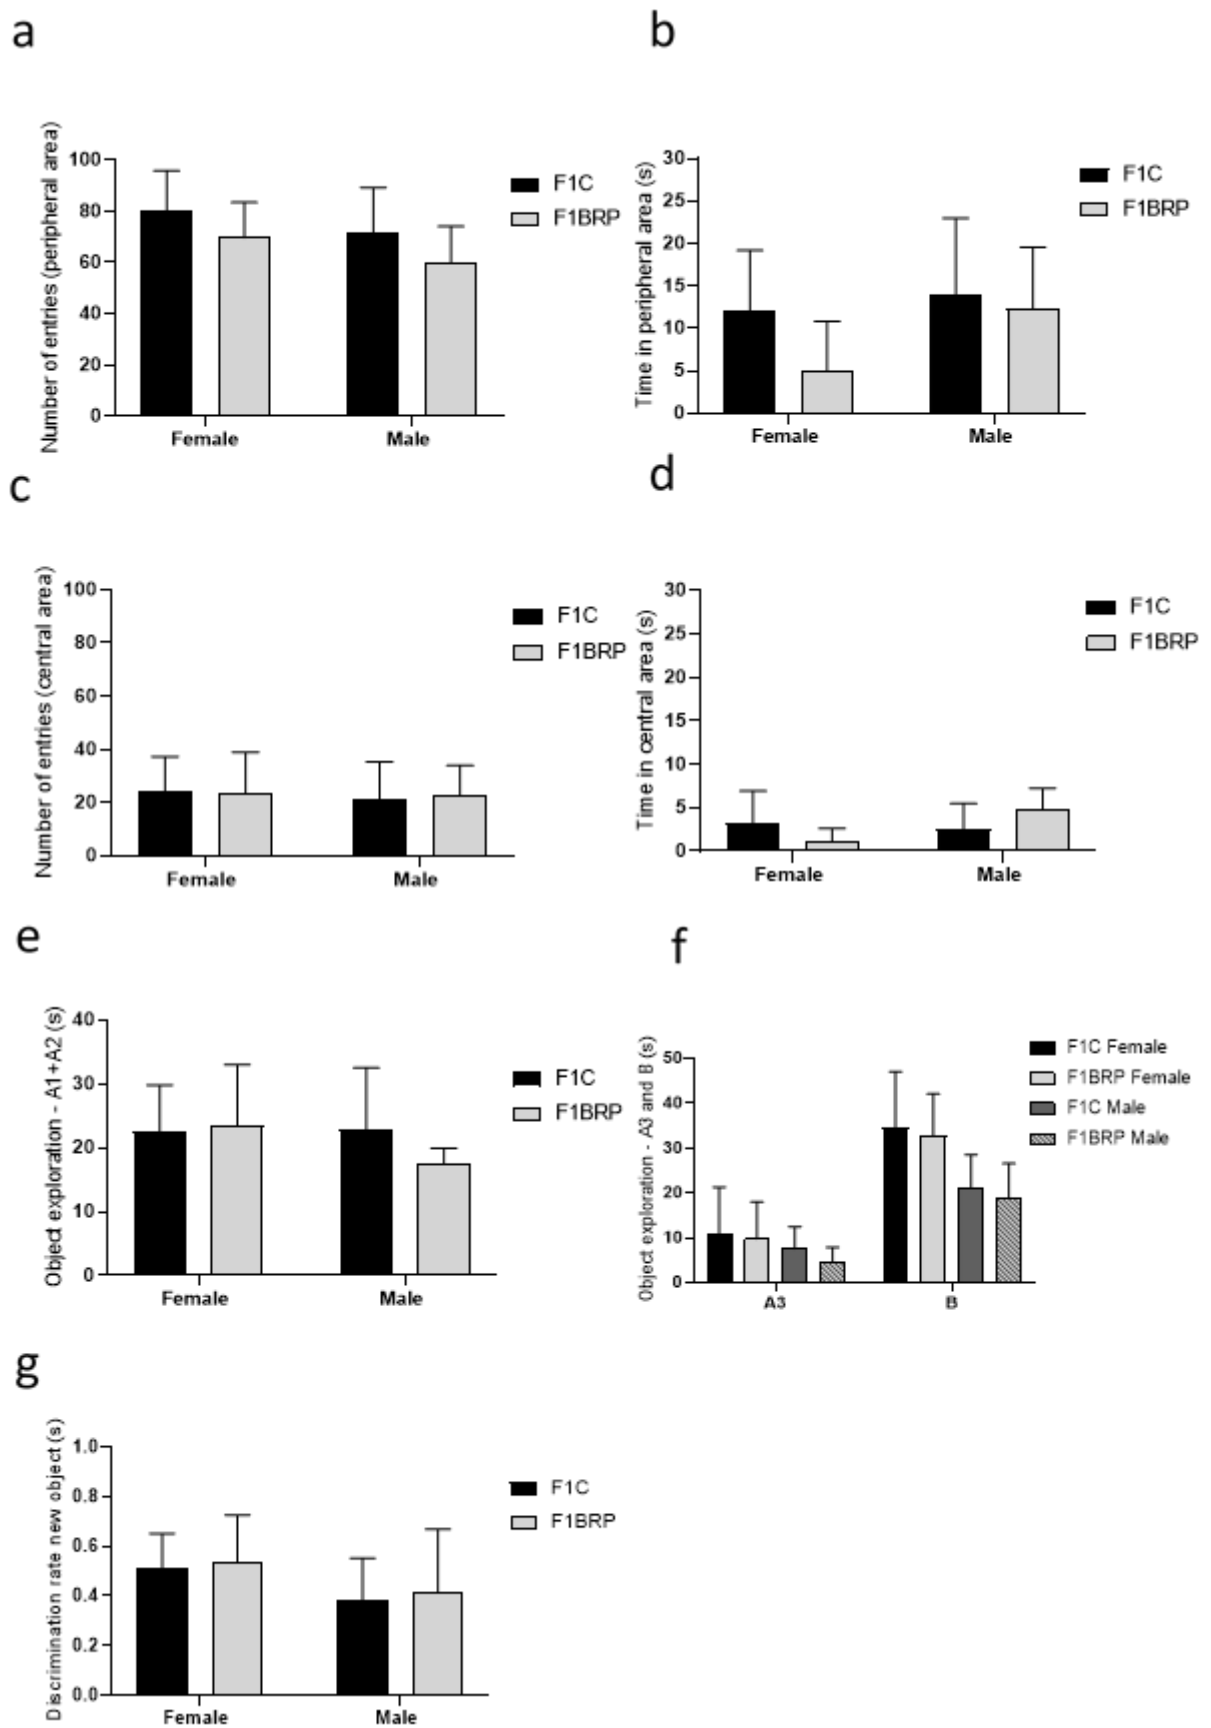 a
Number of entries (peripheral area)
100
80
60
40
20
0
Female
Male
F1C
F1BRP
b
Time in peripheral area (s)
30
25
20
15
10
5
0
Female
Male
F1C
F1BRP
c
Number of entries (central area)
100
80
60
40
20
0
Female
Male
F1C
F1BRP
d
Time in central area (s)
30
25
20
15
10
5
0
Female
Male
F1C
F1BRP
e
Object exploration - A1+A2 (s)
40
30
20
10
0
Female
Male
F1C
F1BRP
f
Object exploration - A3 and B (s)
50
40
30
20
10
0
A3
B
F1C Female
F1BRP Female
F1C Male
F1BRP Male
g
Discrimination rate new object (s)
1.0
0.8
0.6
0.4
0.2
0.0
Female
Male
F1C
F1BRP